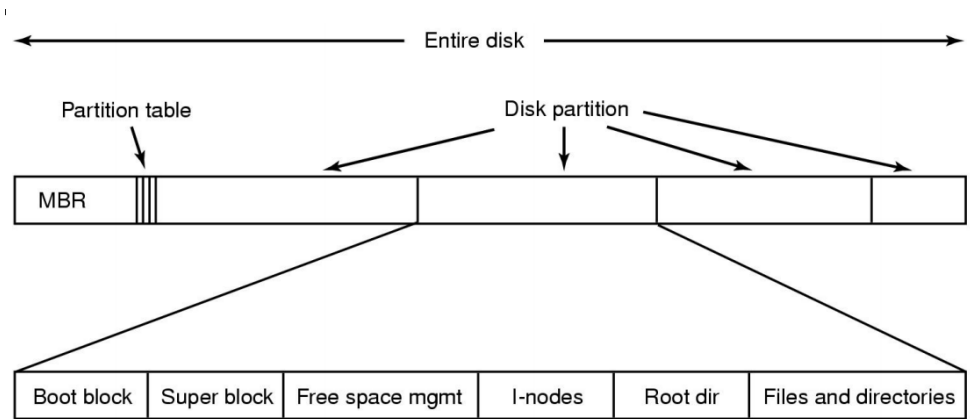 Entire disk
Partition table
Disk partition
MBR
Boot block
Super block
Free space mgmt
I-nodes
Root dir
Files and directories